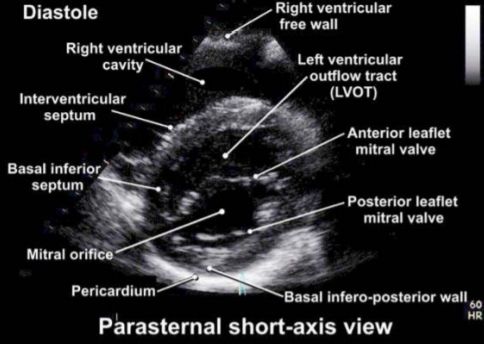 Diastole
Right ventricular
free wall
Right ventricular
cavity
Left ventricular
outflow tract
(LVOT)
Interventricular
septum
Anterior leaflet
mitral valve
Basal inferior
septum
Posterior leaflet
mitral valve
Mitral orifice
Pericardium
Basal infero-posterior wall
60
HR
Parasternal short-axis view